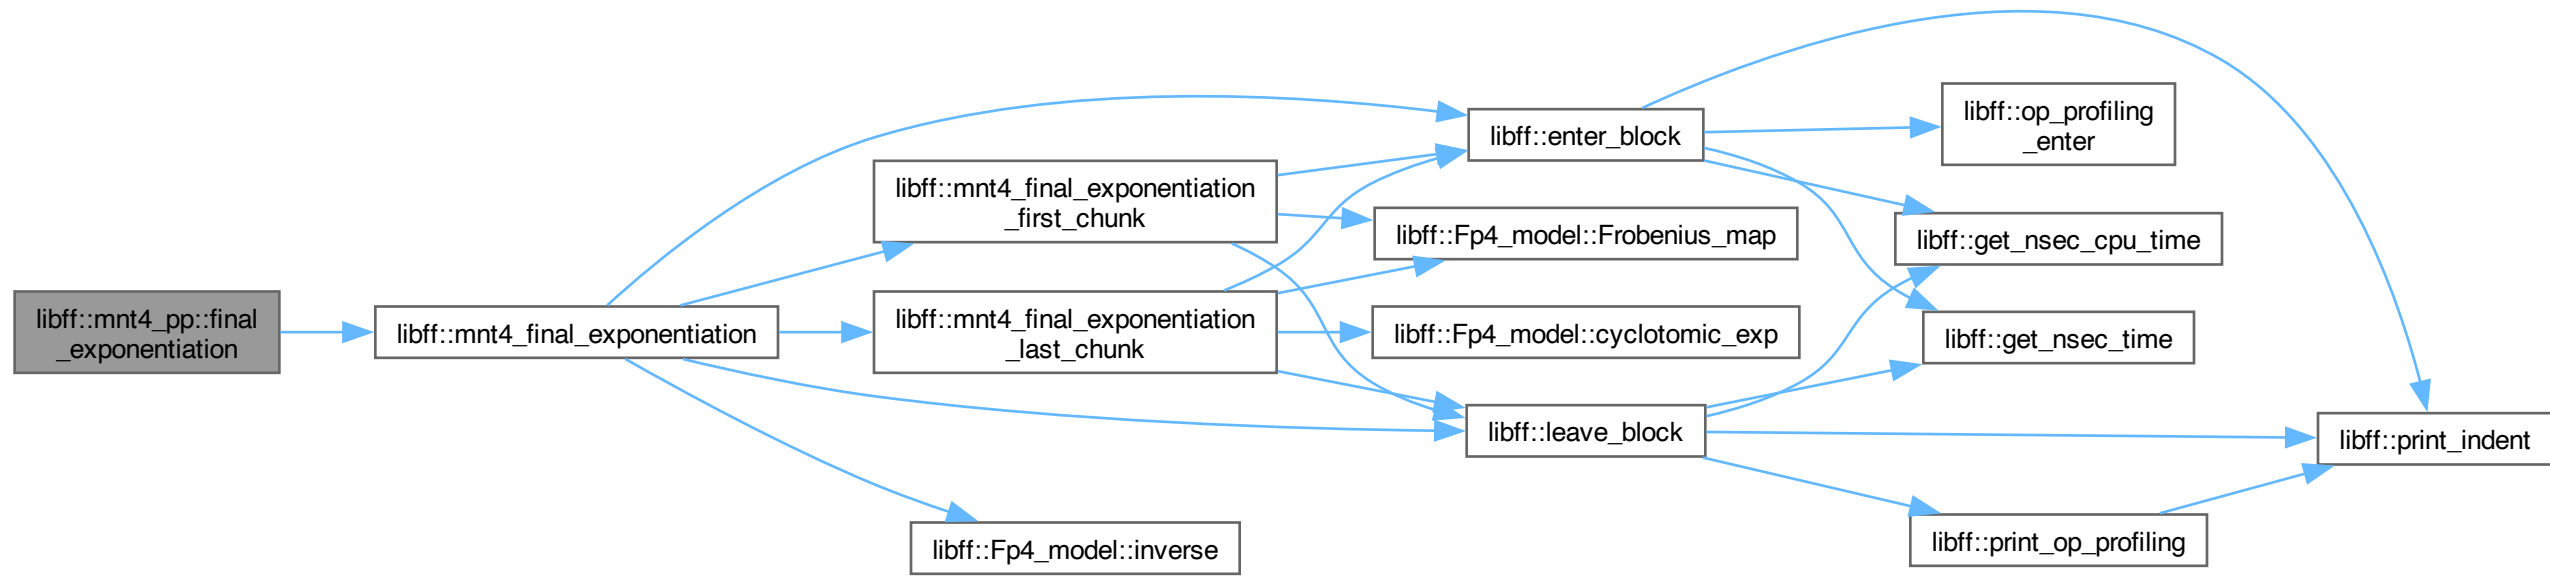 libff::mnt4_pp::final
_exponentiation
libff::mnt4_final_exponentiation
libff::mnt4_final_exponentiation
_first_chunk
libff::mnt4_final_exponentiation
_last_chunk
libff::Fp4_model::inverse
libff::enter_block
libff::Fp4_model::Frobenius_map
libff::Fp4_model::cyclotomic_exp
libff::leave_block
libff::op_profiling
_enter
libff::get_nsec_cpu_time
libff::get_nsec_time
libff::print_op_profiling
libff::print_indent